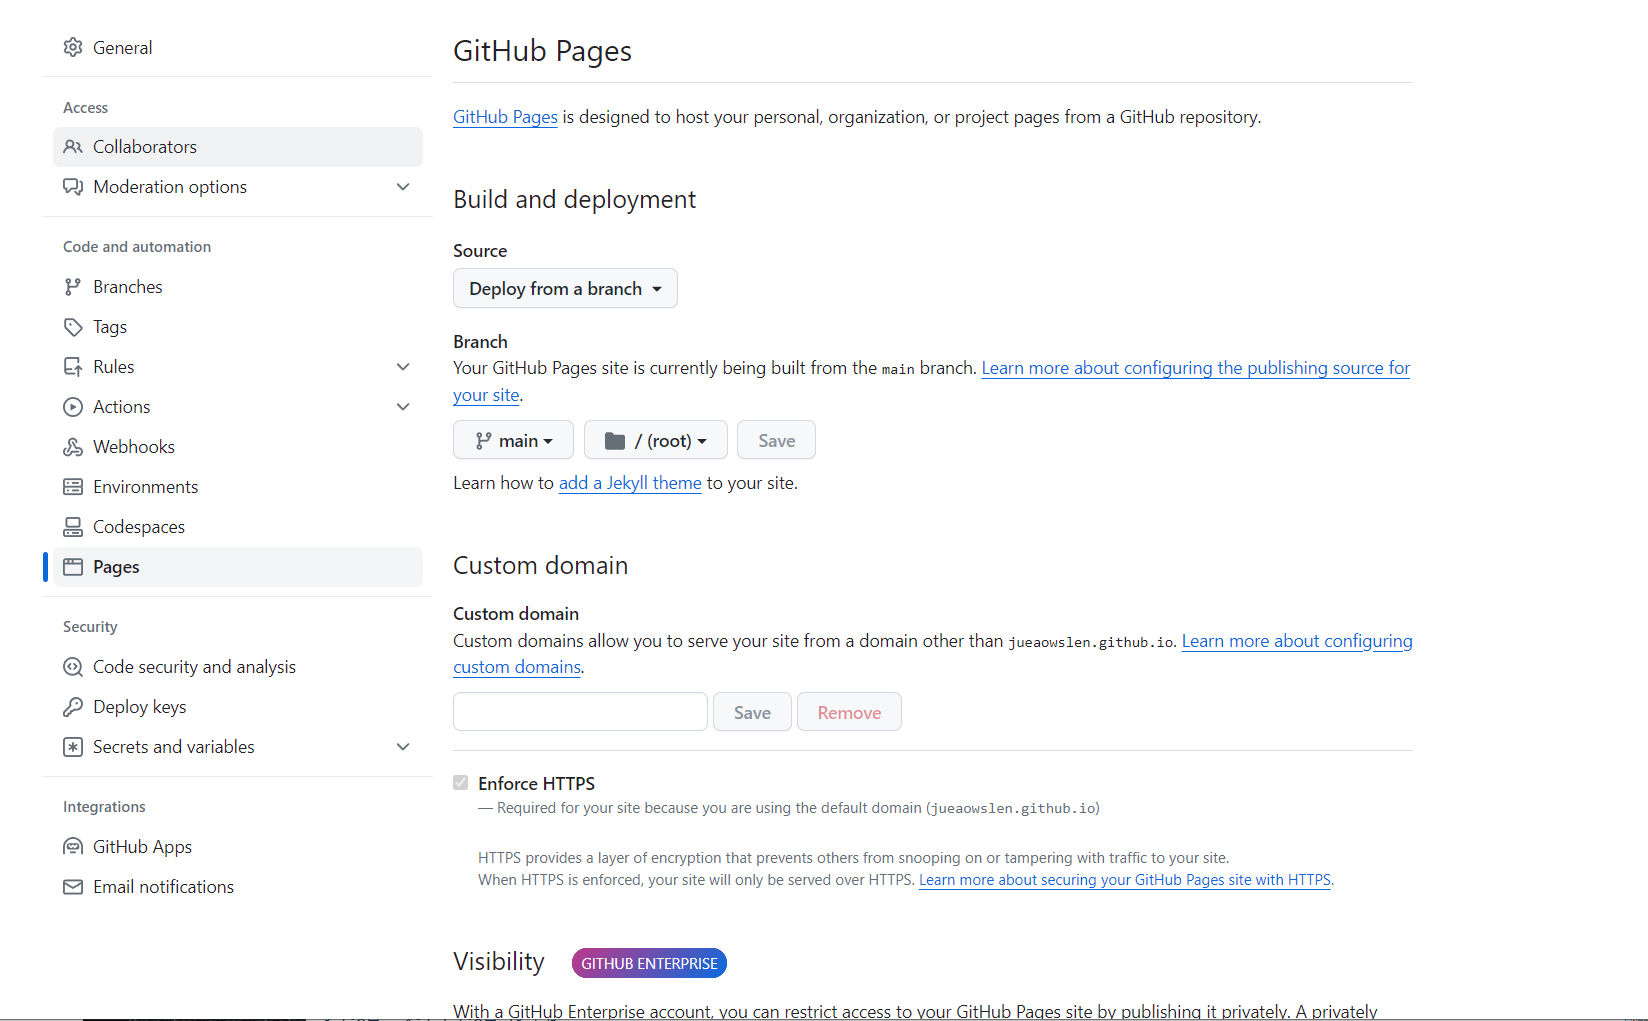 General
Access
Collaborators
Moderation options
Code and automation
Branches
Tags
Rules
Actions
Webhooks
Environments
Codespaces
Pages
Security
Code security and analysis
Deploy keys
Secrets and variables
Integrations
GitHub Apps
Email notifications
GitHub Pages
GitHub Pages is designed to host your personal, organization, or project pages from a GitHub repository.
Build and deployment
Source
Deploy from a branch
Branch
Your GitHub Pages site is currently being built from the main branch. Learn more about configuring the publishing source for
your site.
main / (root) Save
Learn how to add a Jekyll theme to your site.
Custom domain
Custom domain
Custom domains allow you to serve your site from a domain other than jueaowslen.github.io. Learn more about configuring
custom domains.
Save Remove
Enforce HTTPS
— Required for your site because you are using the default domain (jueaowslen.github.io)
HTTPS provides a layer of encryption that prevents others from snooping on or tampering with traffic to your site.
When HTTPS is enforced, your site will only be served over HTTPS. Learn more about securing your GitHub Pages site with HTTPS.
Visibility GITHUB ENTERPRISE
With a GitHub Enterprise account, you can restrict access to your GitHub Pages site by publishing it privately. A privately